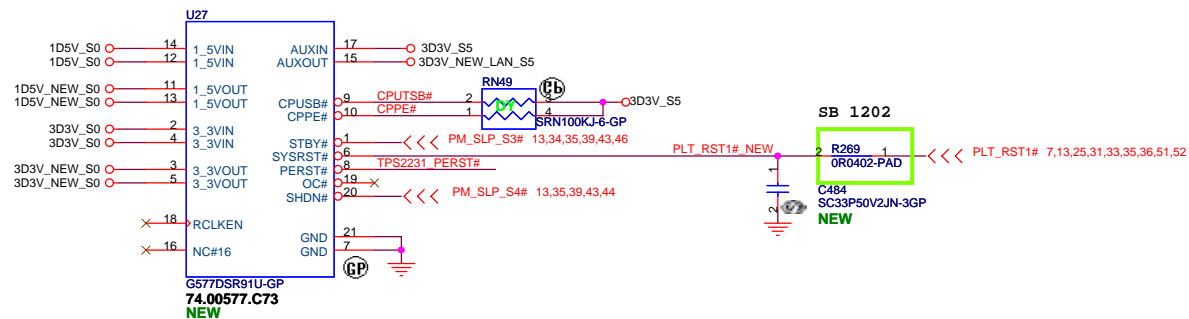 U27
1D5V_S0 14 1_5VIN AUXIN 17 3D3V_S5
1D5V_S0 12 1_5VIN AUXOUT 15 3D3V_NEW_LAN_S5
1D5V_NEW_S0 11 1_5VOUT
1D5V_NEW_S0 13 1_5VOUT
CPUSB# 9 CPUTSB# 2 3 3D3V_S5
CPPE# 10 CPPE# 1 4
RN49
DY
SRN100KJ-6-GP
3D3V_S0 2 3_3VIN
3D3V_S0 4 3_3VIN
STBY# 1 PM_SLP_S3# 13,34,35,39,43,46
SYSRST# 6 PLT_RST1#_NEW 2 1 PLT_RST1# 7,13,25,31,33,35,36,51,52
SB 1202
R269
0R0402-PAD
3D3V_NEW_S0 3 3_3VOUT PERST# 8 TPS2231_PERST#
3D3V_NEW_S0 5 3_3VOUT OC# 19
SHDN# 20 PM_SLP_S4# 13,35,39,43,44
1
2
C484
SC33P50V2JN-3GP
NEW
18 RCLKEN
GND 21
16 NC#16 GND 7
GP
G577DSR91U-GP
74.00577.C73
NEW